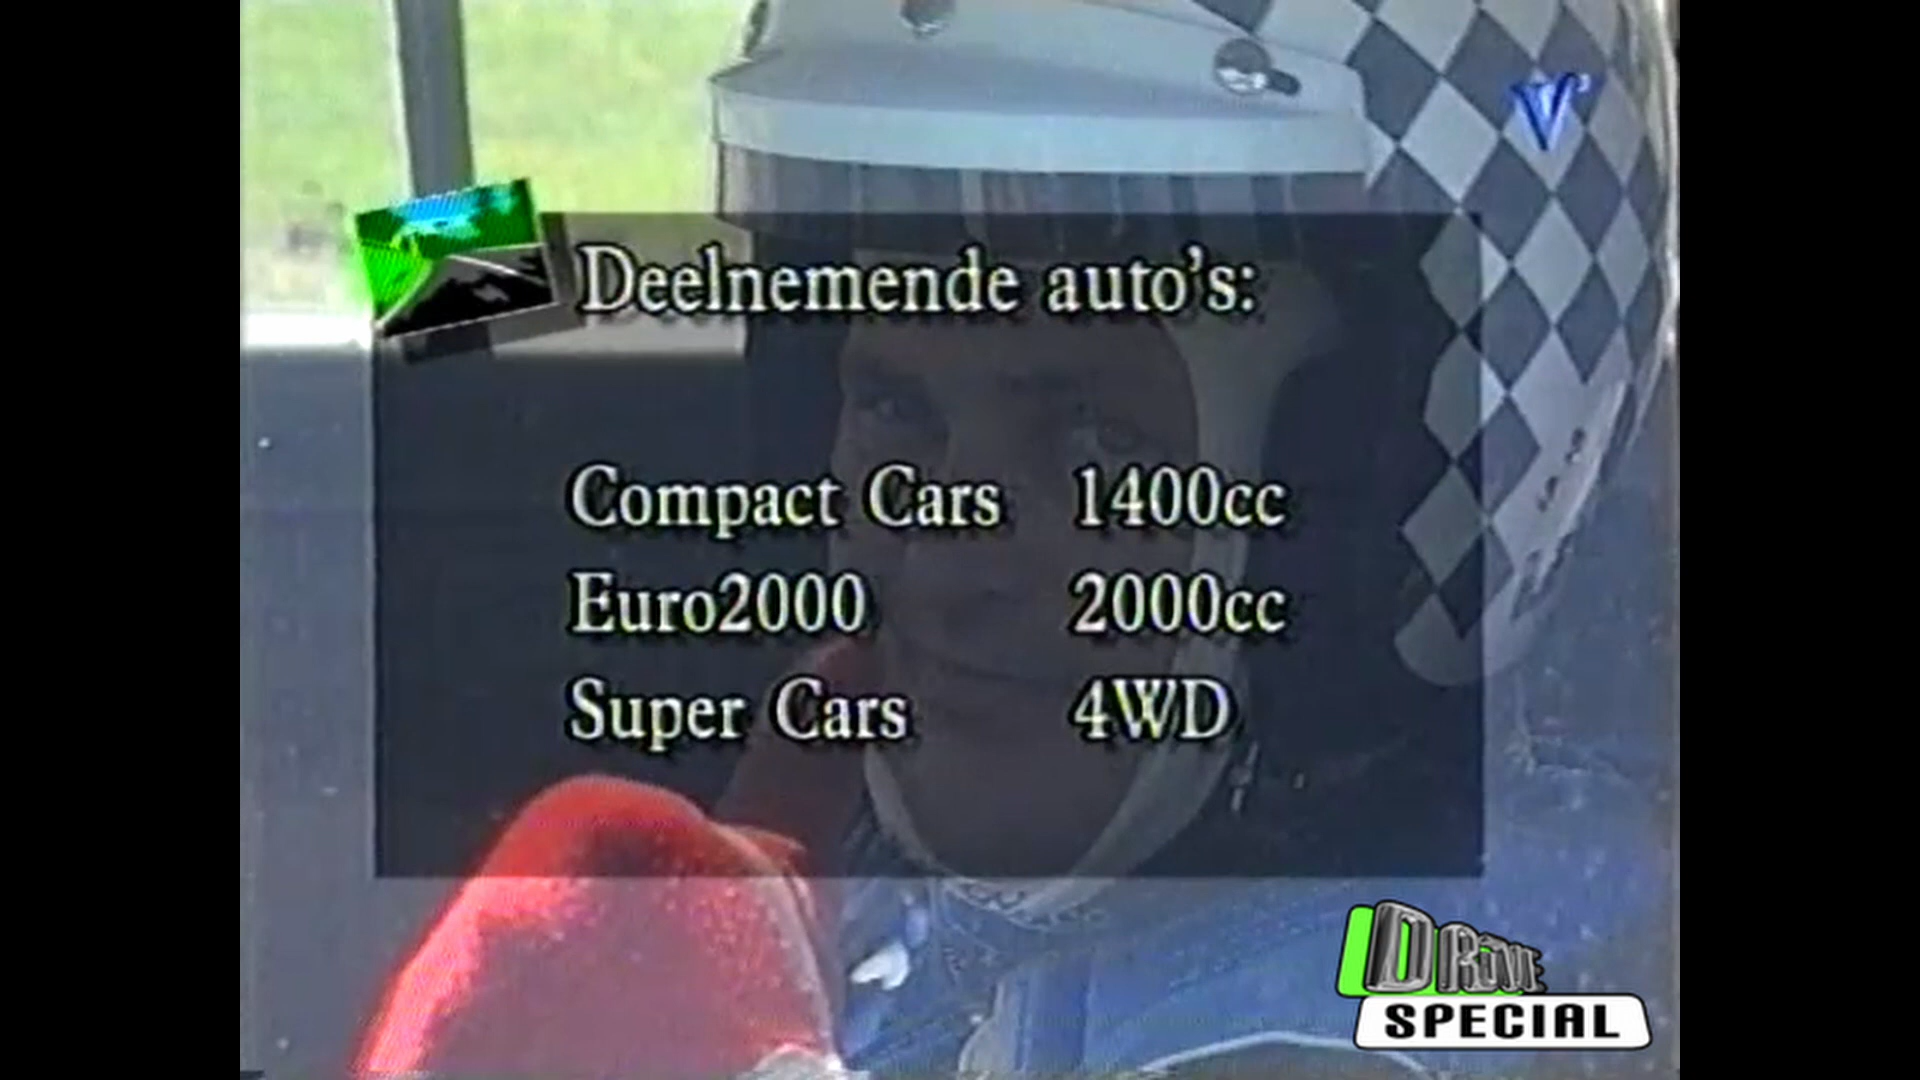 Deelnemende auto's:
Compact Cars 1400cc
Euro2000 2000cc
Super Cars 4WD
DRIVE
SPECIAL